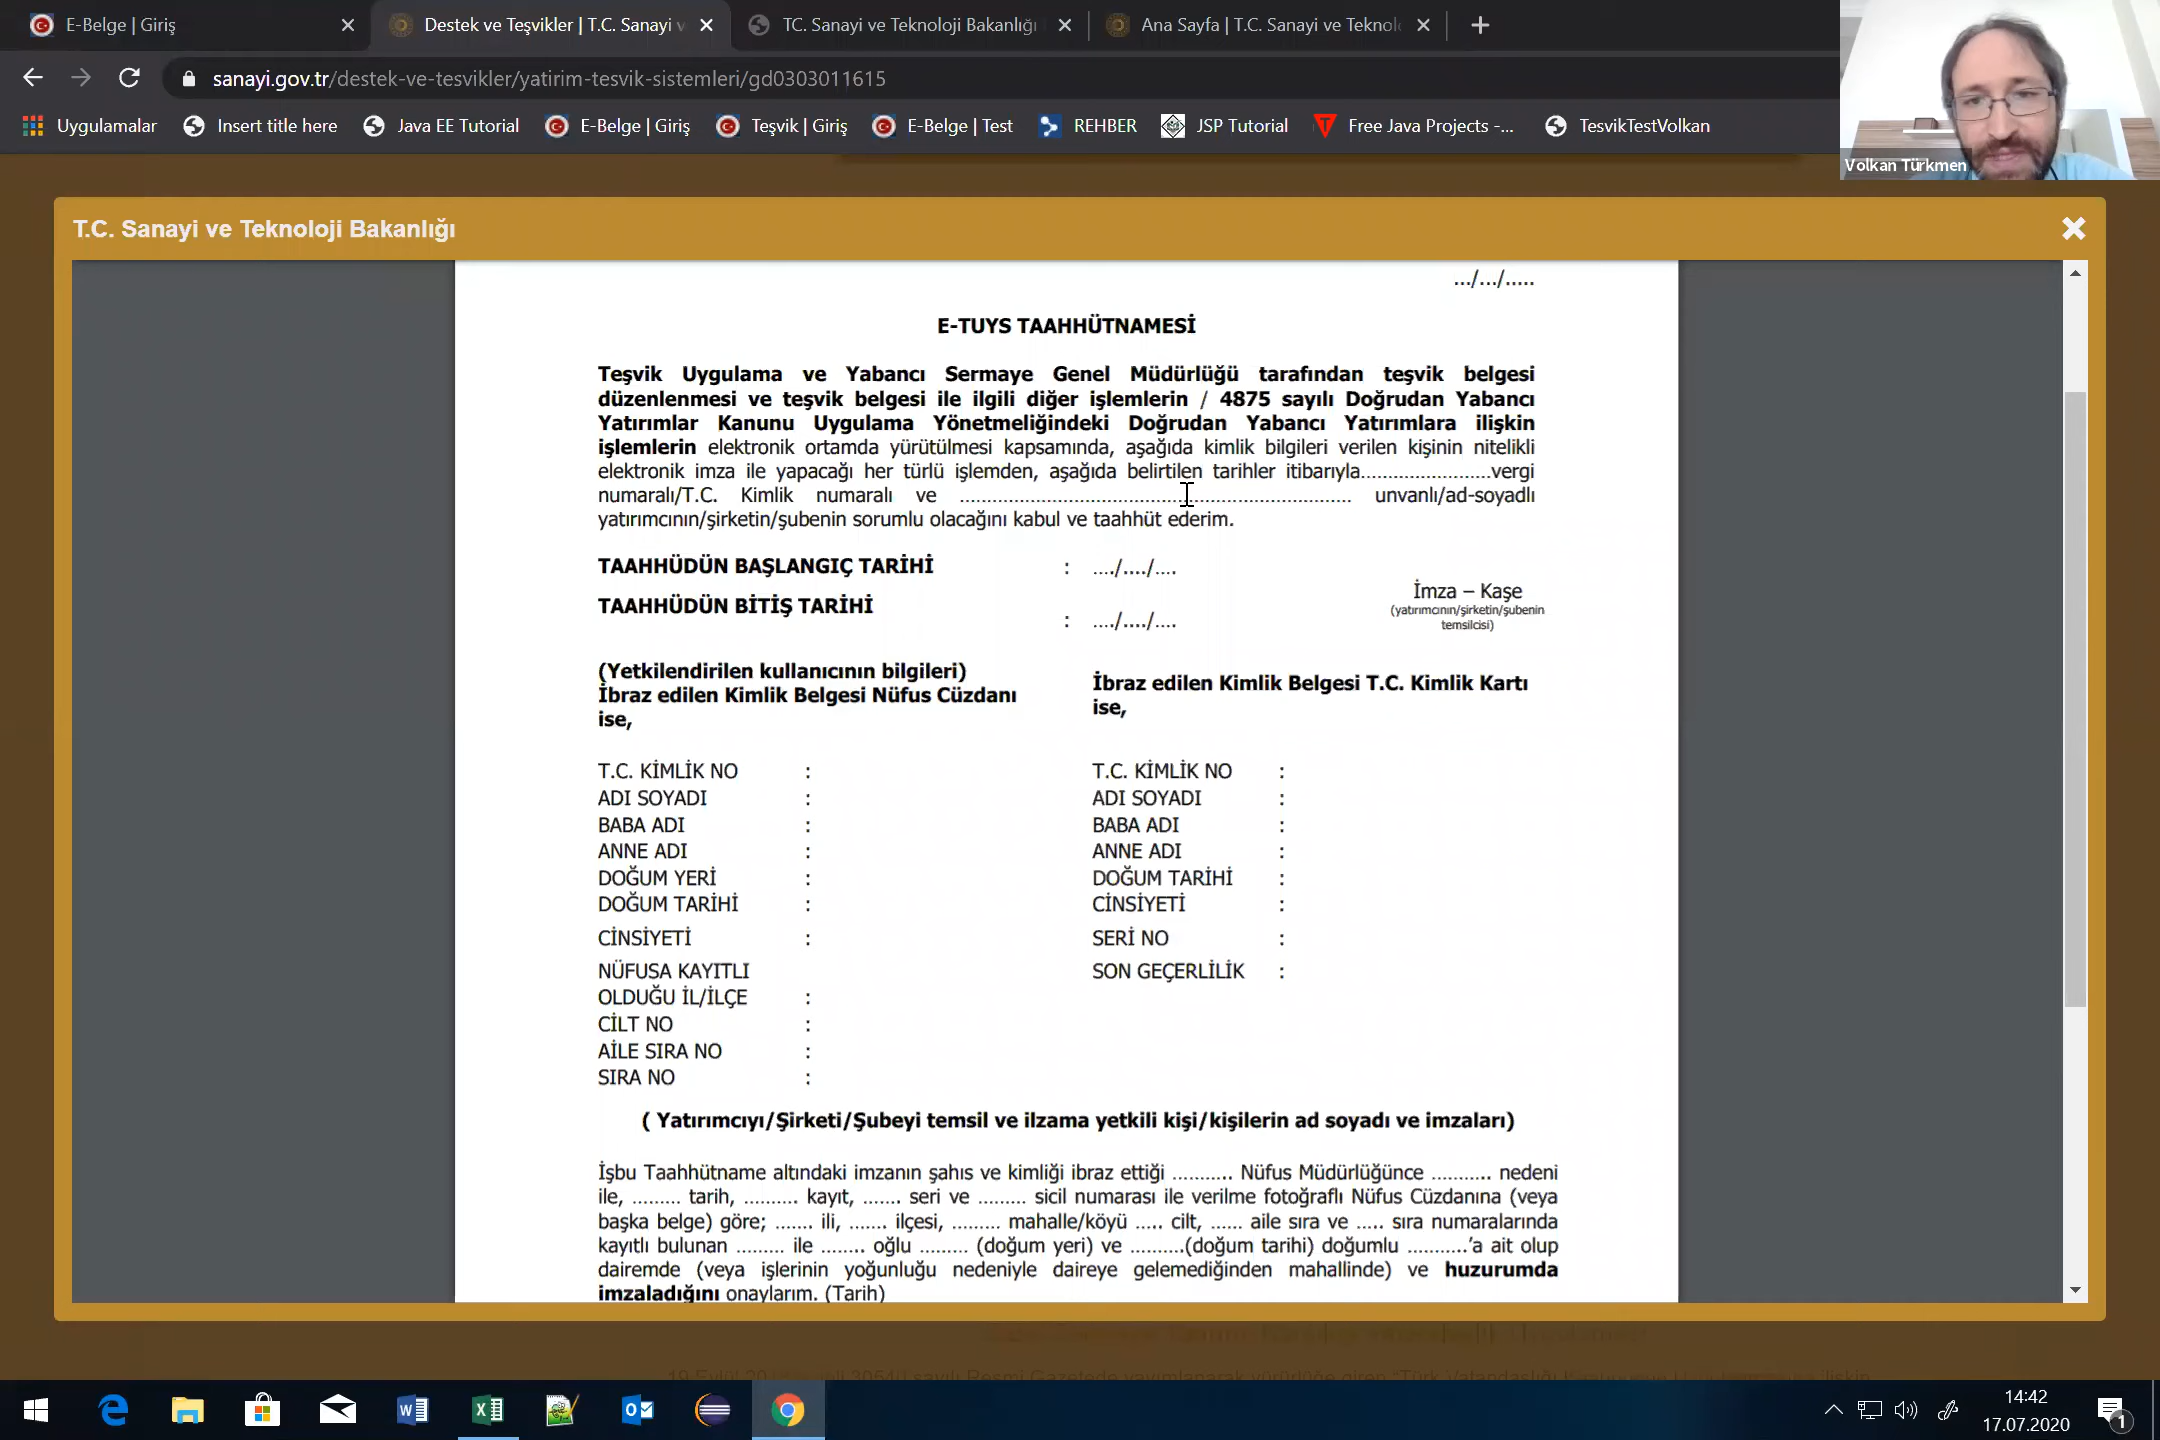 E-Belge | Giriş
Destek ve Teşvikler | T.C. Sanayi v
TC. Sanayi ve Teknoloji Bakanlığı
Ana Sayfa | T.C. Sanayi ve Teknol
sanayi.gov.tr/destek-ve-tesvikler/yatirim-tesvik-sistemleri/gd0303011615
Uygulamalar
Insert title here
Java EE Tutorial
E-Belge | Giriş
Teşvik | Giriş
E-Belge | Test
REHBER
JSP Tutorial
Free Java Projects -...
TesvikTestVolkan
Volkan Türkmen
T.C. Sanayi ve Teknoloji Bakanlığı
.../.../.....
E-TUYS TAAHHÜTNAMESİ
Teşvik Uygulama ve Yabancı Sermaye Genel Müdürlüğü tarafından teşvik belgesi
düzenlenmesi ve teşvik belgesi ile ilgili diğer işlemlerin / 4875 sayılı Doğrudan Yabancı
Yatırımlar Kanunu Uygulama Yönetmeliğindeki Doğrudan Yabancı Yatırımlara ilişkin
işlemlerin elektronik ortamda yürütülmesi kapsamında, aşağıda kimlik bilgileri verilen kişinin nitelikli
elektronik imza ile yapacağı her türlü işlemden, aşağıda belirtilen tarihler itibarıyla........................vergi
numaralı/T.C. Kimlik numaralı ve ........................................................................ unvanlı/ad-soyadlı
yatırımcının/şirketin/şubenin sorumlu olacağını kabul ve taahhüt ederim.
TAAHHÜDÜN BAŞLANGIÇ TARİHİ : ..../..../....
TAAHHÜDÜN BİTİŞ TARİHİ : ..../..../....
İmza – Kaşe
(yatırımcının/şirketin/şubenin
temsilcisi)
(Yetkilendirilen kullanıcının bilgileri)
İbraz edilen Kimlik Belgesi Nüfus Cüzdanı
ise,
T.C. KİMLİK NO :
ADI SOYADI :
BABA ADI :
ANNE ADI :
DOĞUM YERİ :
DOĞUM TARİHİ :
CİNSİYETİ :
NÜFUSA KAYITLI
OLDUĞU İL/İLÇE :
CİLT NO :
AİLE SIRA NO :
SIRA NO :
İbraz edilen Kimlik Belgesi T.C. Kimlik Kartı
ise,
T.C. KİMLİK NO :
ADI SOYADI :
BABA ADI :
ANNE ADI :
DOĞUM TARİHİ :
CİNSİYETİ :
SERİ NO :
SON GEÇERLİLİK :
( Yatırımcıyı/Şirketi/Şubeyi temsil ve ilzama yetkili kişi/kişilerin ad soyadı ve imzaları)
İşbu Taahhütname altındaki imzanın şahıs ve kimliği ibraz ettiği ........... Nüfus Müdürlüğünce ........... nedeni
ile, ......... tarih, .......... kayıt, ....... seri ve ......... sicil numarası ile verilme fotoğraflı Nüfus Cüzdanına (veya
başka belge) göre; ....... ili, ....... ilçesi, ......... mahalle/köyü ..... cilt, ...... aile sıra ve ..... sıra numaralarında
kayıtlı bulunan ......... ile ........ oğlu ......... (doğum yeri) ve ..........(doğum tarihi) doğumlu ...........'a ait olup
dairemde (veya işlerinin yoğunluğu nedeniyle daireye gelemediğinden mahallinde) ve huzurumda
imzaladığını onaylarım. (Tarih)
14:42
17.07.2020
1